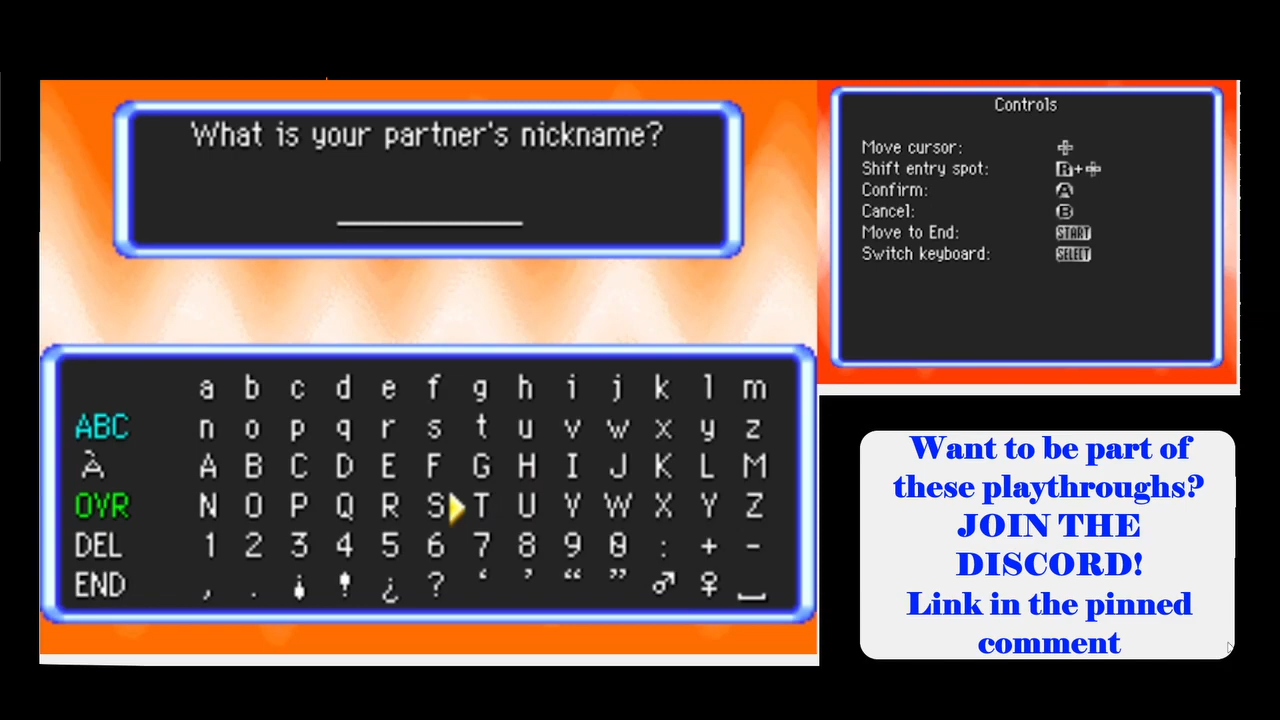 What is your partner's nickname?
a b c d e f g h i j k l m
ABC n o p q r s t u v w x y z
À A B C D E F G H I J K L M
OVR N O P Q R S T U V W X Y Z
DEL 1 2 3 4 5 6 7 8 9 0 : + -
END , . ¡ ! ¿ ? ‘ ’ “ ” ♂ ♀ ⎵
Controls
Move cursor:
Shift entry spot: R+
Confirm: A
Cancel: B
Move to End: START
Switch keyboard: SELECT
Want to be part of
these playthroughs?
JOIN THE
DISCORD!
Link in the pinned
comment